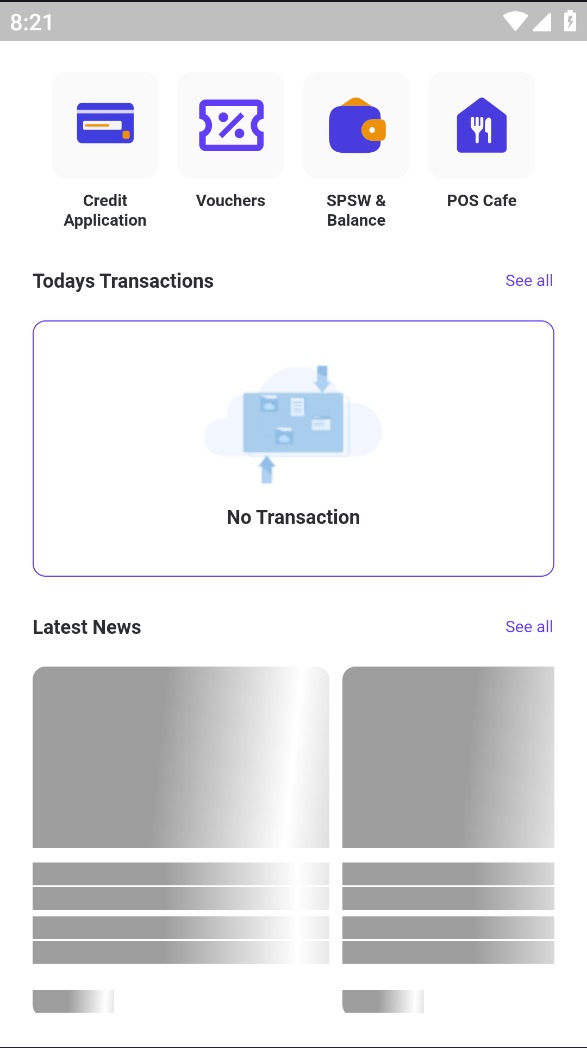 8:21
Credit
Application
Vouchers
SPSW &
Balance
POS Cafe
Todays Transactions
See all
No Transaction
Latest News
See all